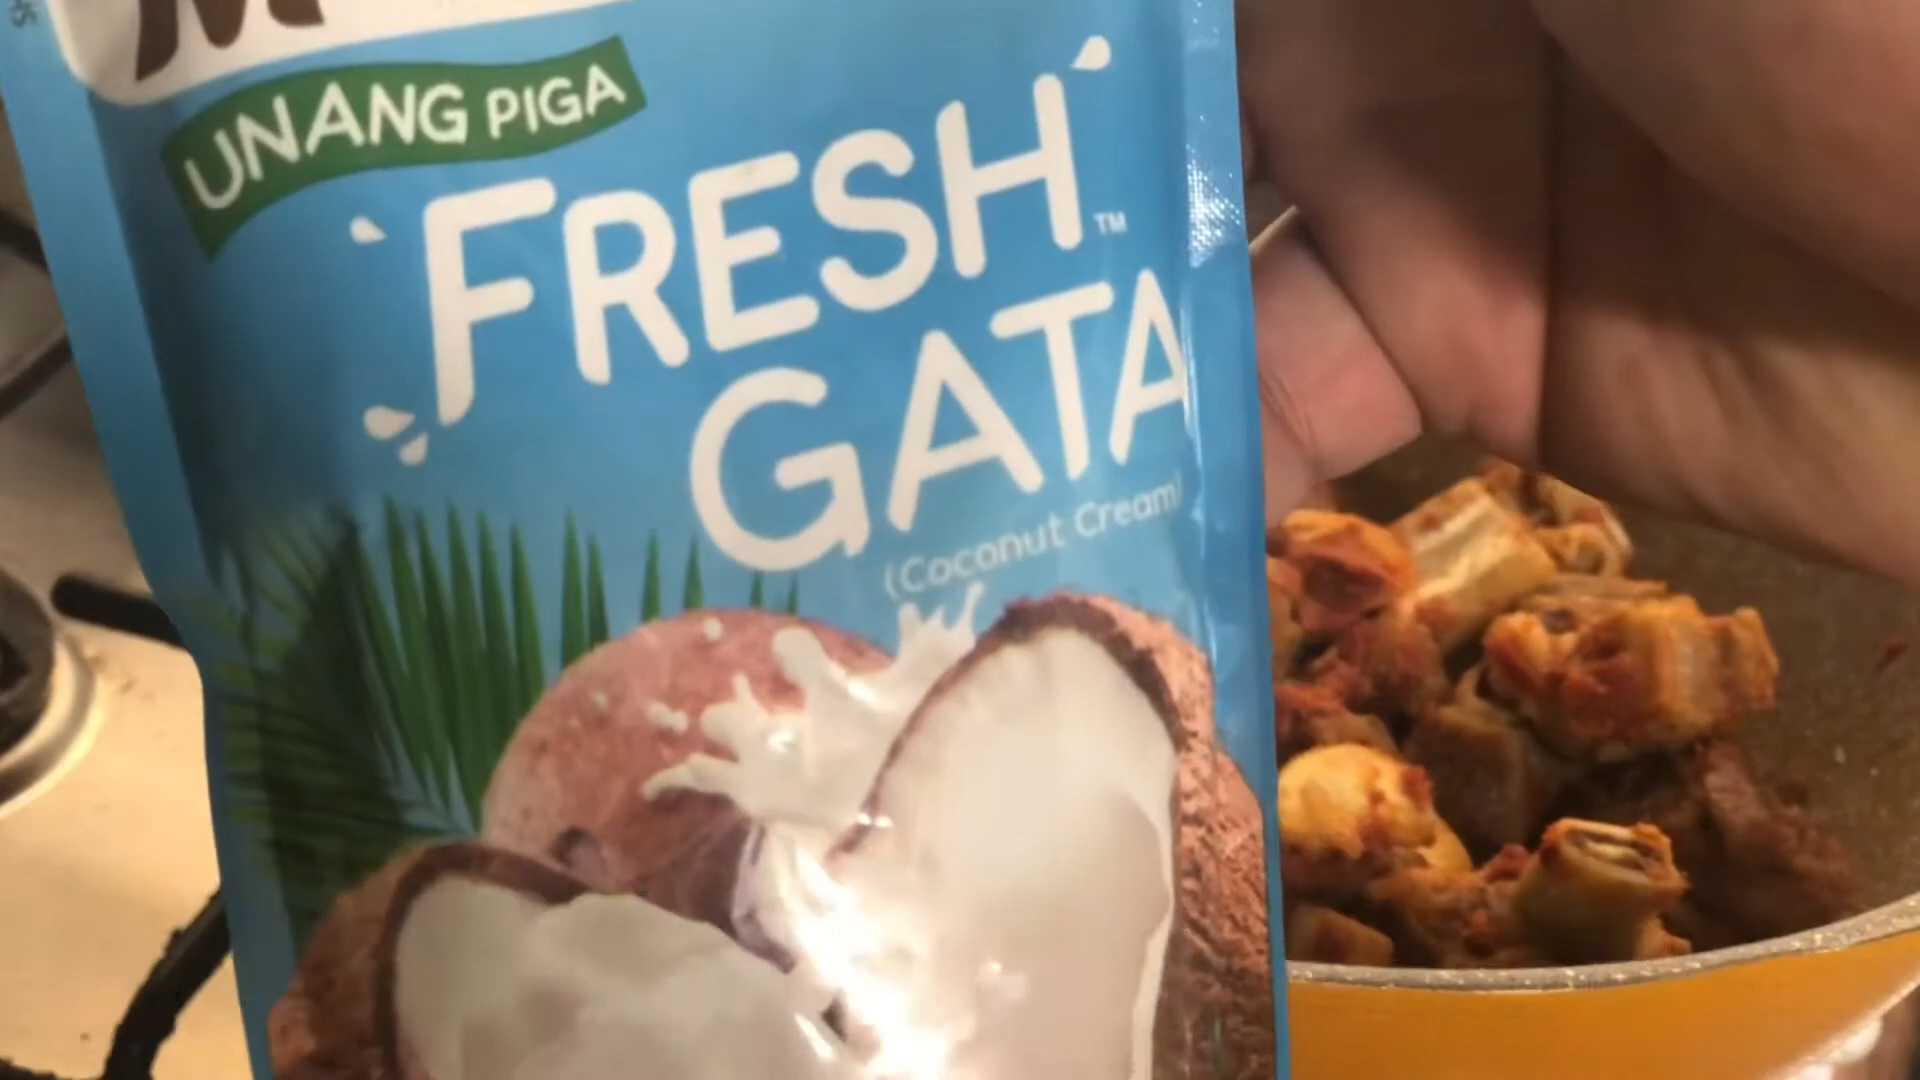 UNANG PIGA
FRESH™
GATA
(Coconut Cream)